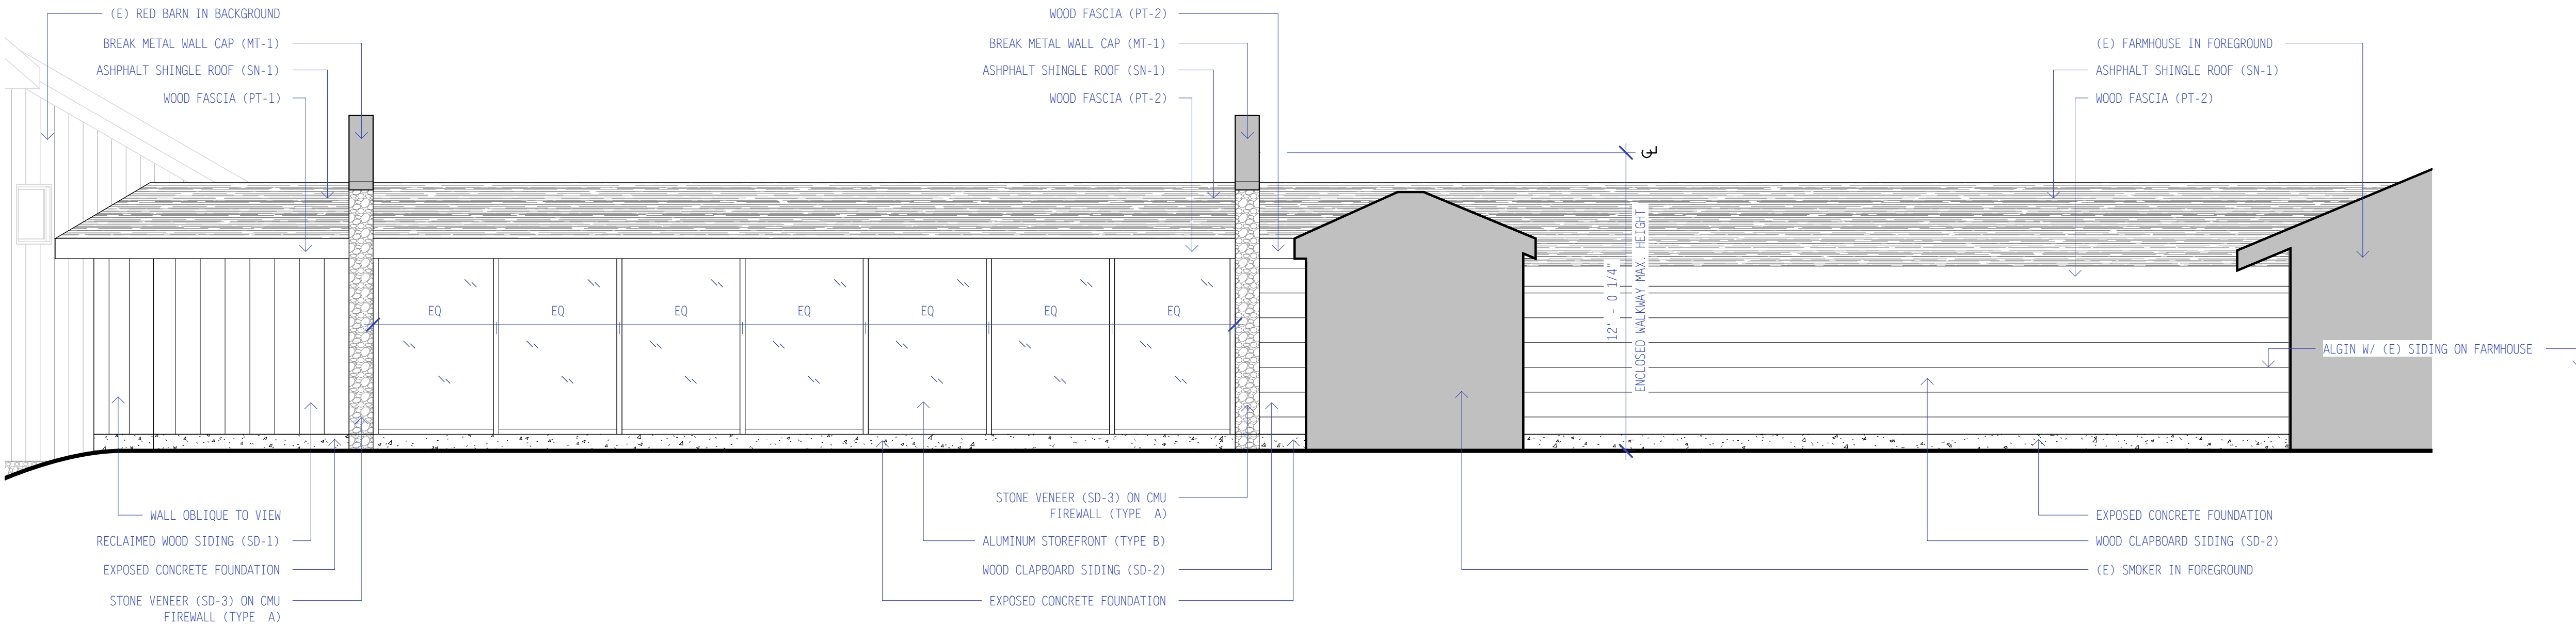 (E) RED BARN IN BACKGROUND
BREAK METAL WALL CAP (MT-1)
ASHPHALT SHINGLE ROOF (SN-1)
WOOD FASCIA (PT-1)
WOOD FASCIA (PT-2)
BREAK METAL WALL CAP (MT-1)
ASHPHALT SHINGLE ROOF (SN-1)
WOOD FASCIA (PT-2)
(E) FARMHOUSE IN FOREGROUND
ASHPHALT SHINGLE ROOF (SN-1)
WOOD FASCIA (PT-2)
EQ
EQ
EQ
EQ
EQ
EQ
EQ
12' - 0 1/4"
ENCLOSED WALKWAY MAX. HEIGHT
ALGIN W/ (E) SIDING ON FARMHOUSE
WALL OBLIQUE TO VIEW
RECLAIMED WOOD SIDING (SD-1)
EXPOSED CONCRETE FOUNDATION
STONE VENEER (SD-3) ON CMU
FIREWALL (TYPE A)
STONE VENEER (SD-3) ON CMU
FIREWALL (TYPE A)
ALUMINUM STOREFRONT (TYPE B)
WOOD CLAPBOARD SIDING (SD-2)
EXPOSED CONCRETE FOUNDATION
EXPOSED CONCRETE FOUNDATION
WOOD CLAPBOARD SIDING (SD-2)
(E) SMOKER IN FOREGROUND